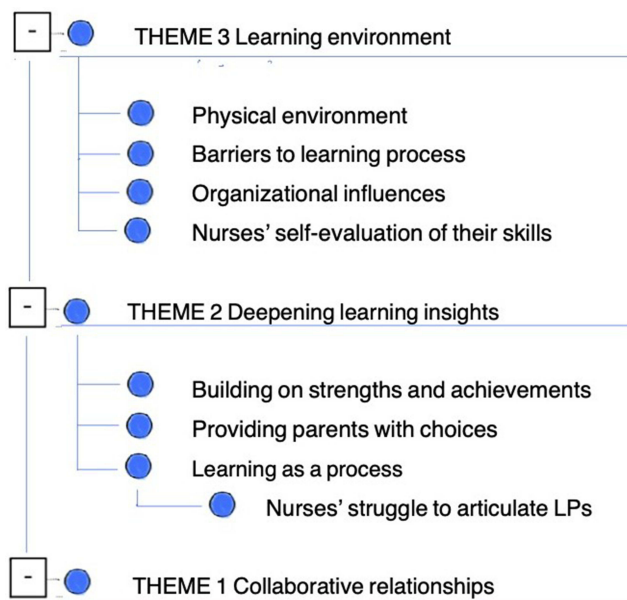 THEME 3 Learning environment
Physical environment
Barriers to learning process
Organizational influences
Nurses' self-evaluation of their skills
THEME 2 Deepening learning insights
Building on strengths and achievements
Providing parents with choices
Learning as a process
Nurses' struggle to articulate LPs
THEME 1 Collaborative relationships